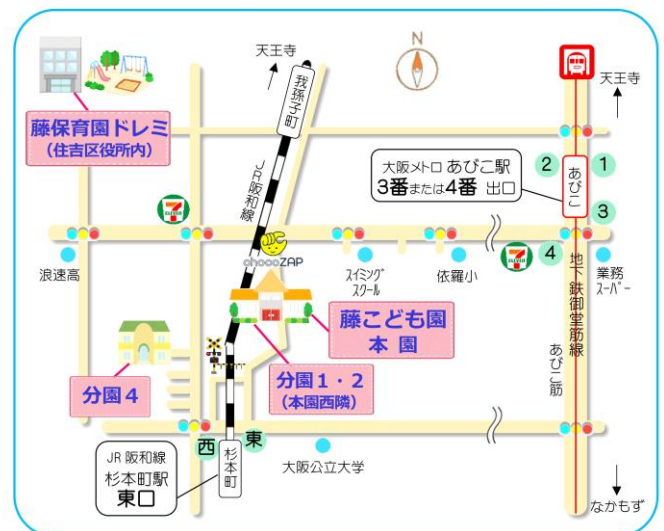 N
天王寺
天王寺
藤保育園ドレミ
(住吉区役所内)
我孫子町
JR阪和線
大阪メトロ あびこ駅
3番または4番 出口
2
1
あびこ
3
4
7
ELEVEn
chocoZAP
7
ELEVEn
浪速高
スイミング
スクール
依羅小
業務
スーパー
地下鉄御堂筋線
あびこ筋
藤こども園
本園
分園1・2
(本園西隣)
分園4
西
東
杉本町
JR 阪和線
杉本町駅
東口
大阪公立大学
なかもず